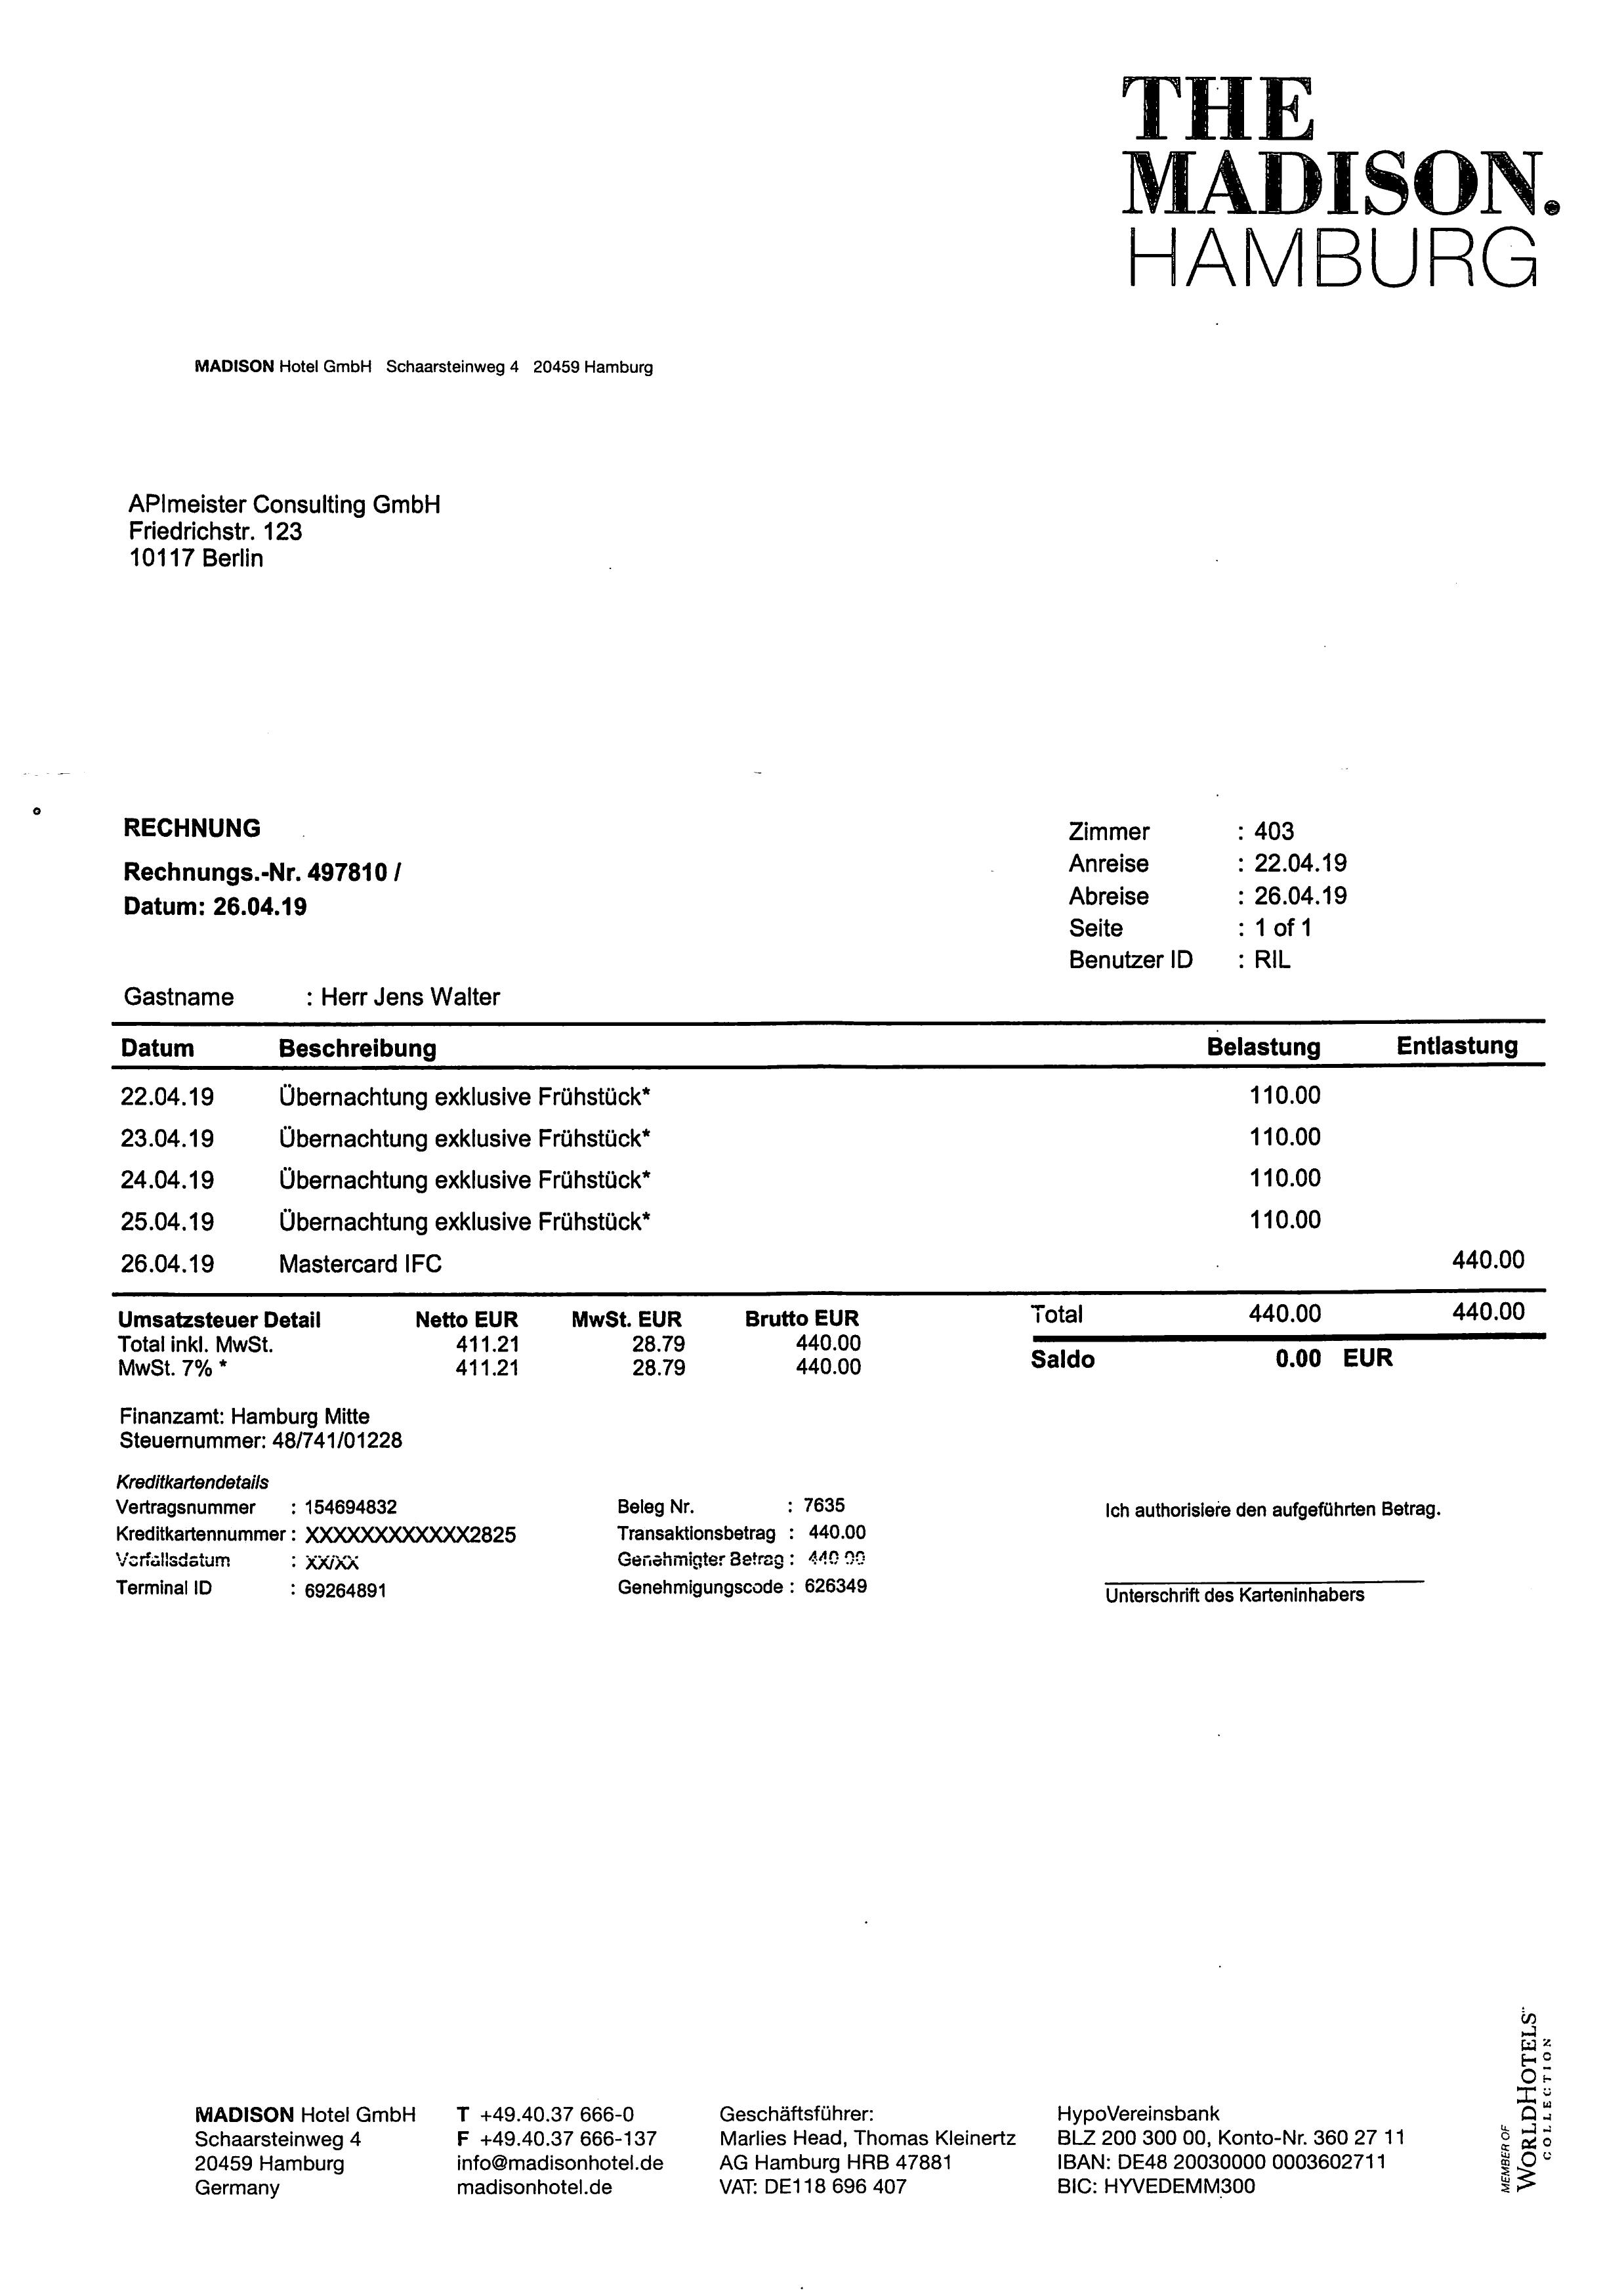 THE
MADISON.
HAMBURG
MADISON Hotel GmbH Schaarsteinweg 4 20459 Hamburg
APImeister Consulting GmbH
Friedrichstr. 123
10117 Berlin
RECHNUNG
Rechnungs.-Nr. 497810 /
Datum: 26.04.19
Zimmer : 403
Anreise : 22.04.19
Abreise : 26.04.19
Seite : 1 of 1
Benutzer ID : RIL
Gastname : Herr Jens Walter
Datum Beschreibung Belastung Entlastung
22.04.19 Übernachtung exklusive Frühstück* 110.00
23.04.19 Übernachtung exklusive Frühstück* 110.00
24.04.19 Übernachtung exklusive Frühstück* 110.00
25.04.19 Übernachtung exklusive Frühstück* 110.00
26.04.19 Mastercard IFC 440.00
Total 440.00 440.00
Saldo 0.00 EUR
Umsatzsteuer Detail Netto EUR MwSt. EUR Brutto EUR
Total inkl. MwSt. 411.21 28.79 440.00
MwSt. 7% * 411.21 28.79 440.00
Finanzamt: Hamburg Mitte
Steuernummer: 48/741/01228
Kreditkartendetails
Vertragsnummer : 154694832 Beleg Nr. : 7635
Kreditkartennummer : XXXXXXXXXXXX2825 Transaktionsbetrag : 440.00
Verfallsdatum : XX/XX Genehmigter Betrag : 440.00
Terminal ID : 69264891 Genehmigungscode : 626349
Ich authorisiere den aufgeführten Betrag.
Unterschrift des Karteninhabers
MADISON Hotel GmbH
Schaarsteinweg 4
20459 Hamburg
Germany
T +49.40.37 666-0
F +49.40.37 666-137
info@madisonhotel.de
madisonhotel.de
Geschäftsführer:
Marlies Head, Thomas Kleinertz
AG Hamburg HRB 47881
VAT: DE118 696 407
HypoVereinsbank
BLZ 200 300 00, Konto-Nr. 360 27 11
IBAN: DE48 20030000 0003602711
BIC: HYVEDEMM300
MEMBER OF
WORLDHOTELS
COLLECTION